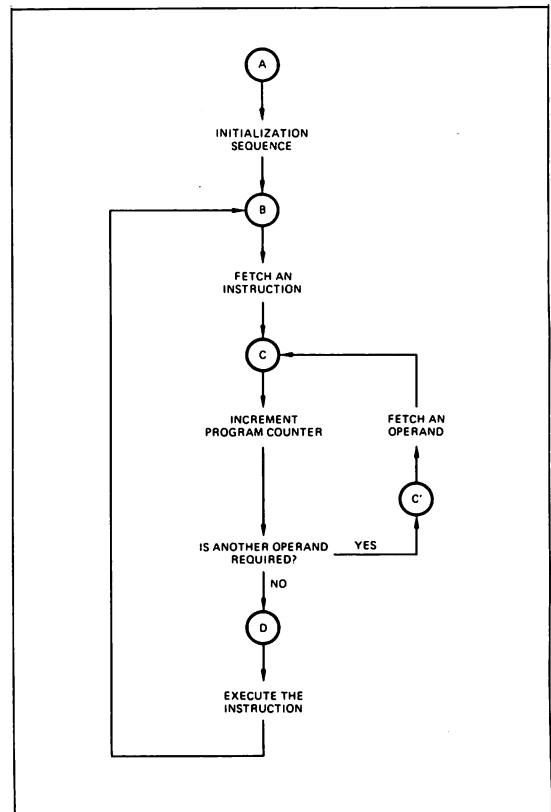 A
INITIALIZATION
SEQUENCE
B
FETCH AN
INSTRUCTION
C
INCREMENT
PROGRAM COUNTER
FETCH AN
OPERAND
C'
IS ANOTHER OPERAND
REQUIRED?
YES
NO
D
EXECUTE THE
INSTRUCTION